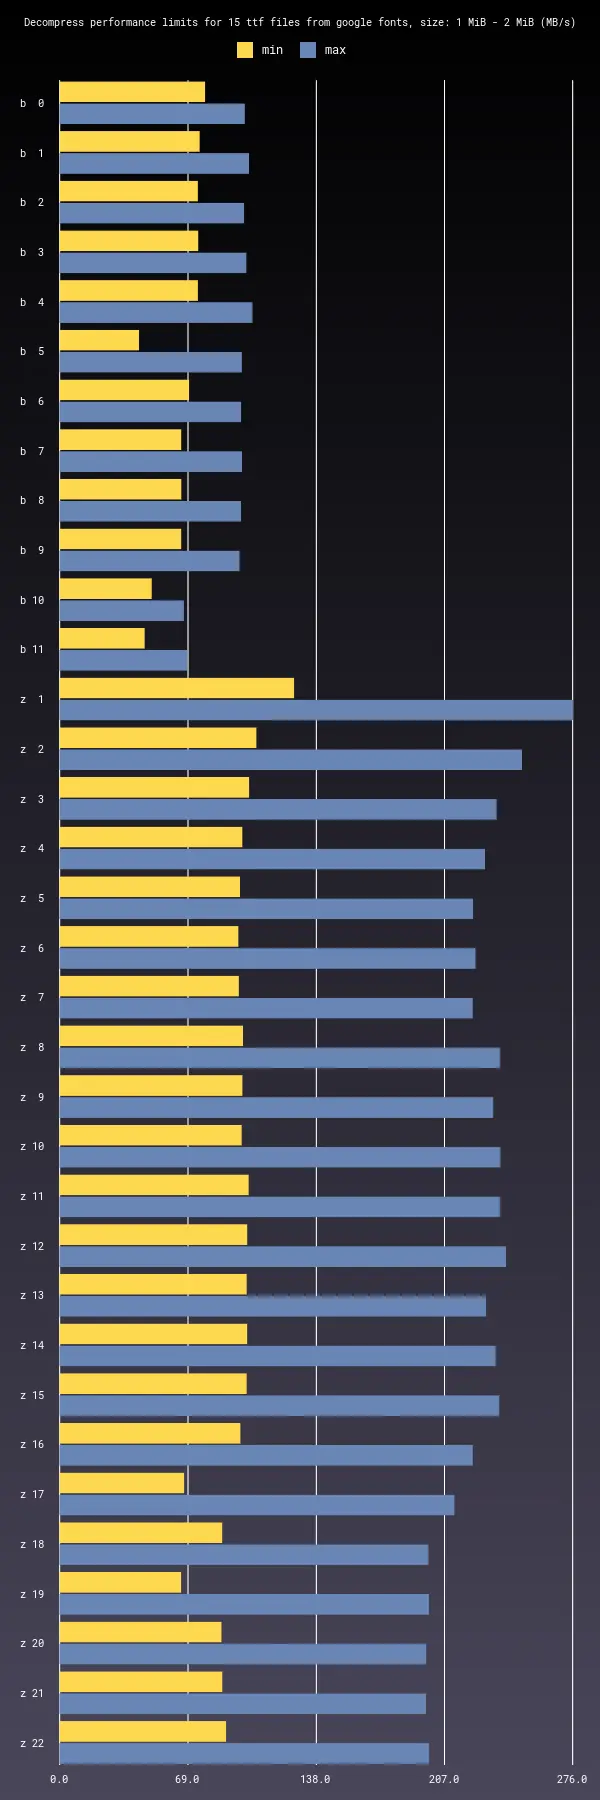 Decompress performance limits for 15 ttf files from google fonts, size: 1 MiB - 2 MiB (MB/s)
min max
b 0
b 1
b 2
b 3
b 4
b 5
b 6
b 7
b 8
b 9
b 10
b 11
z 1
z 2
z 3
z 4
z 5
z 6
z 7
z 8
z 9
z 10
z 11
z 12
z 13
z 14
z 15
z 16
z 17
z 18
z 19
z 20
z 21
z 22
0.0 69.0 138.0 207.0 276.0